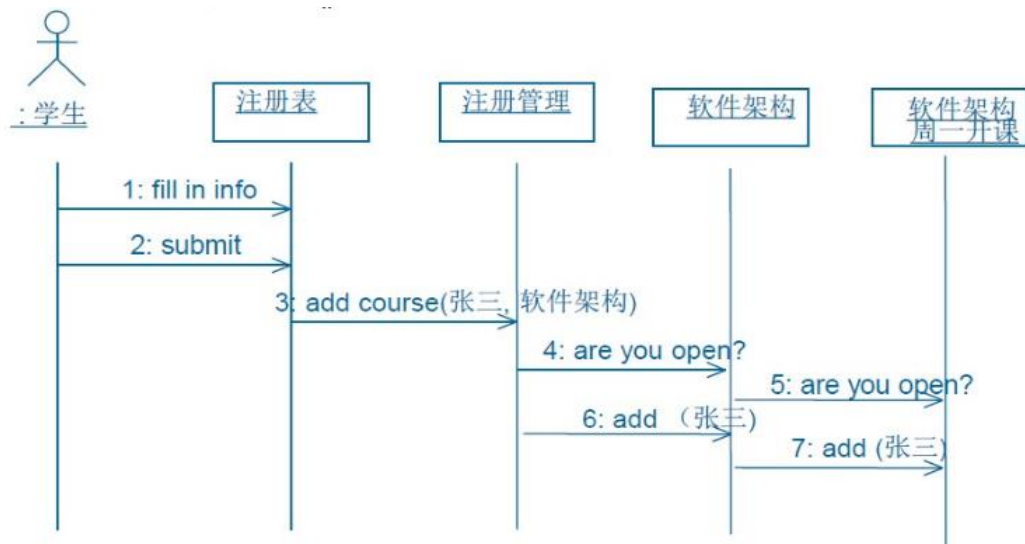 : 学生
注册表
注册管理
软件架构
软件架构
周一开课
1: fill in info
2: submit
3: add course(张三, 软件架构)
4: are you open?
5: are you open?
6: add （张三)
7: add (张三)